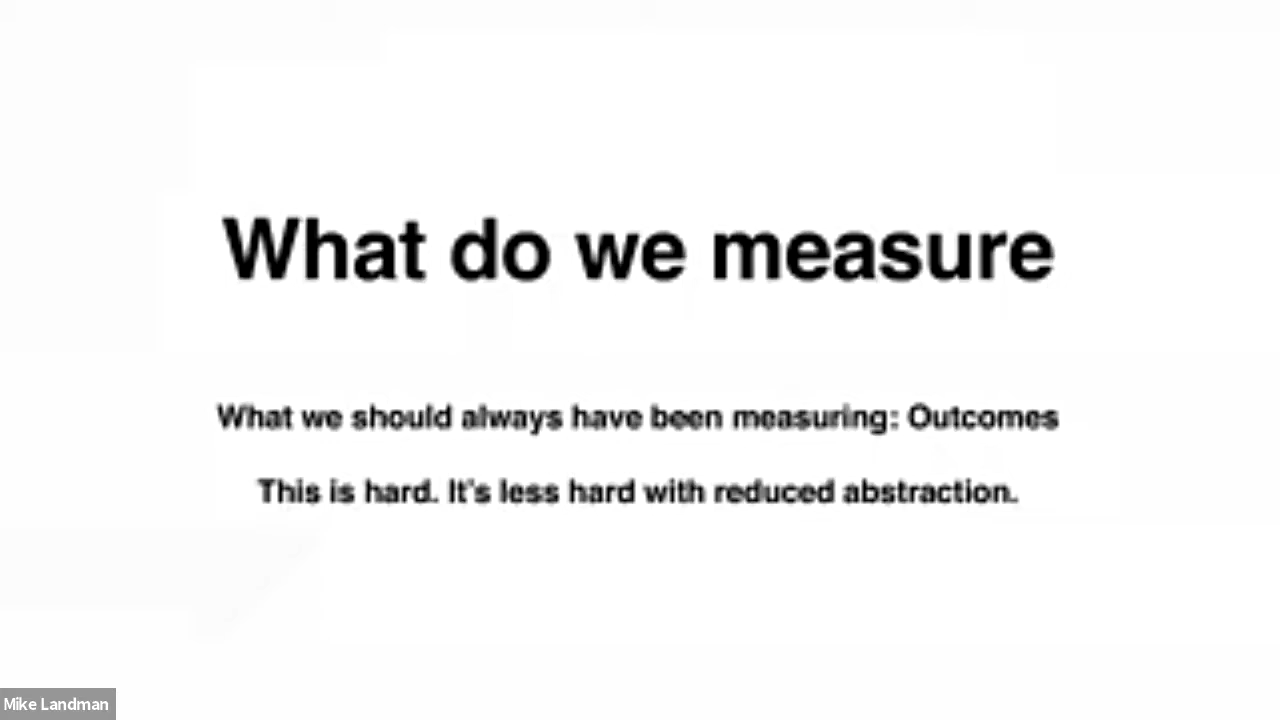 What do we measure
What we should always have been measuring: Outcomes
This is hard. It's less hard with reduced abstraction.
Mike Landman